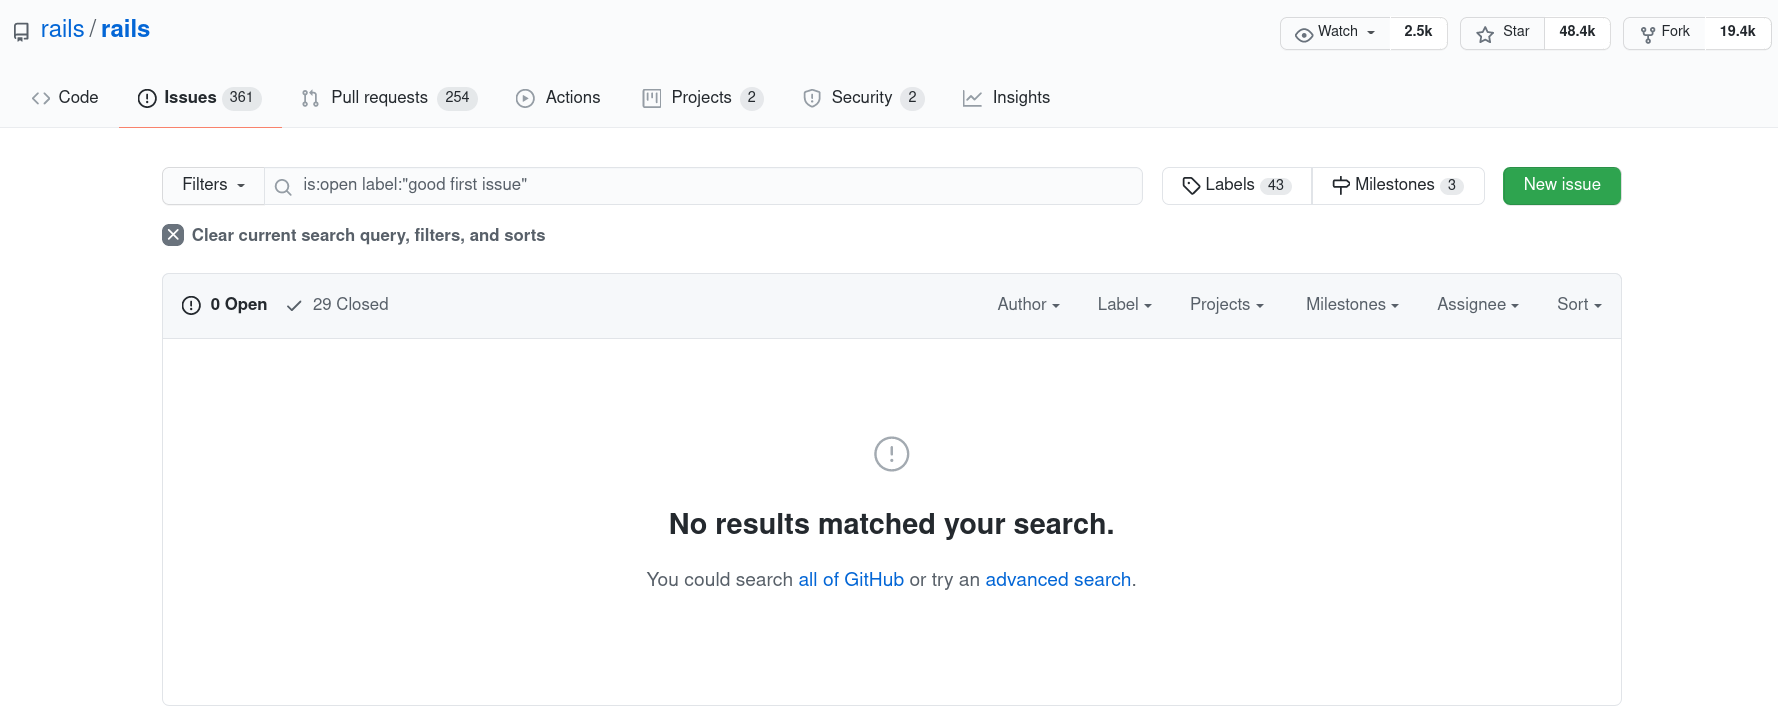 rails / rails
Watch 2.5k Star 48.4k Fork 19.4k
Code Issues 361 Pull requests 254 Actions Projects 2 Security 2 Insights
Filters is:open label:"good first issue" Labels 43 Milestones 3 New issue
Clear current search query, filters, and sorts
0 Open 29 Closed Author Label Projects Milestones Assignee Sort
No results matched your search.
You could search all of GitHub or try an advanced search.